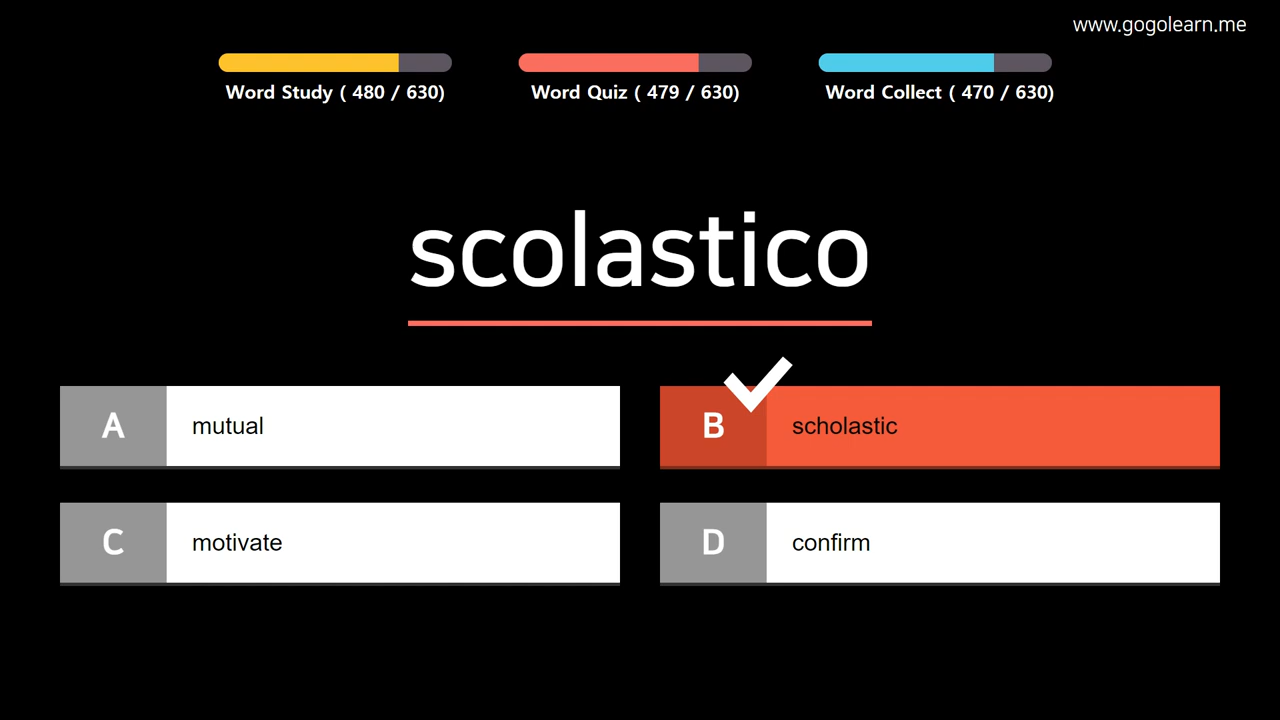 www.gogolearn.me
Word Study ( 480 / 630)
Word Quiz ( 479 / 630)
Word Collect ( 470 / 630)
scolastico
A mutual
B scholastic
C motivate
D confirm